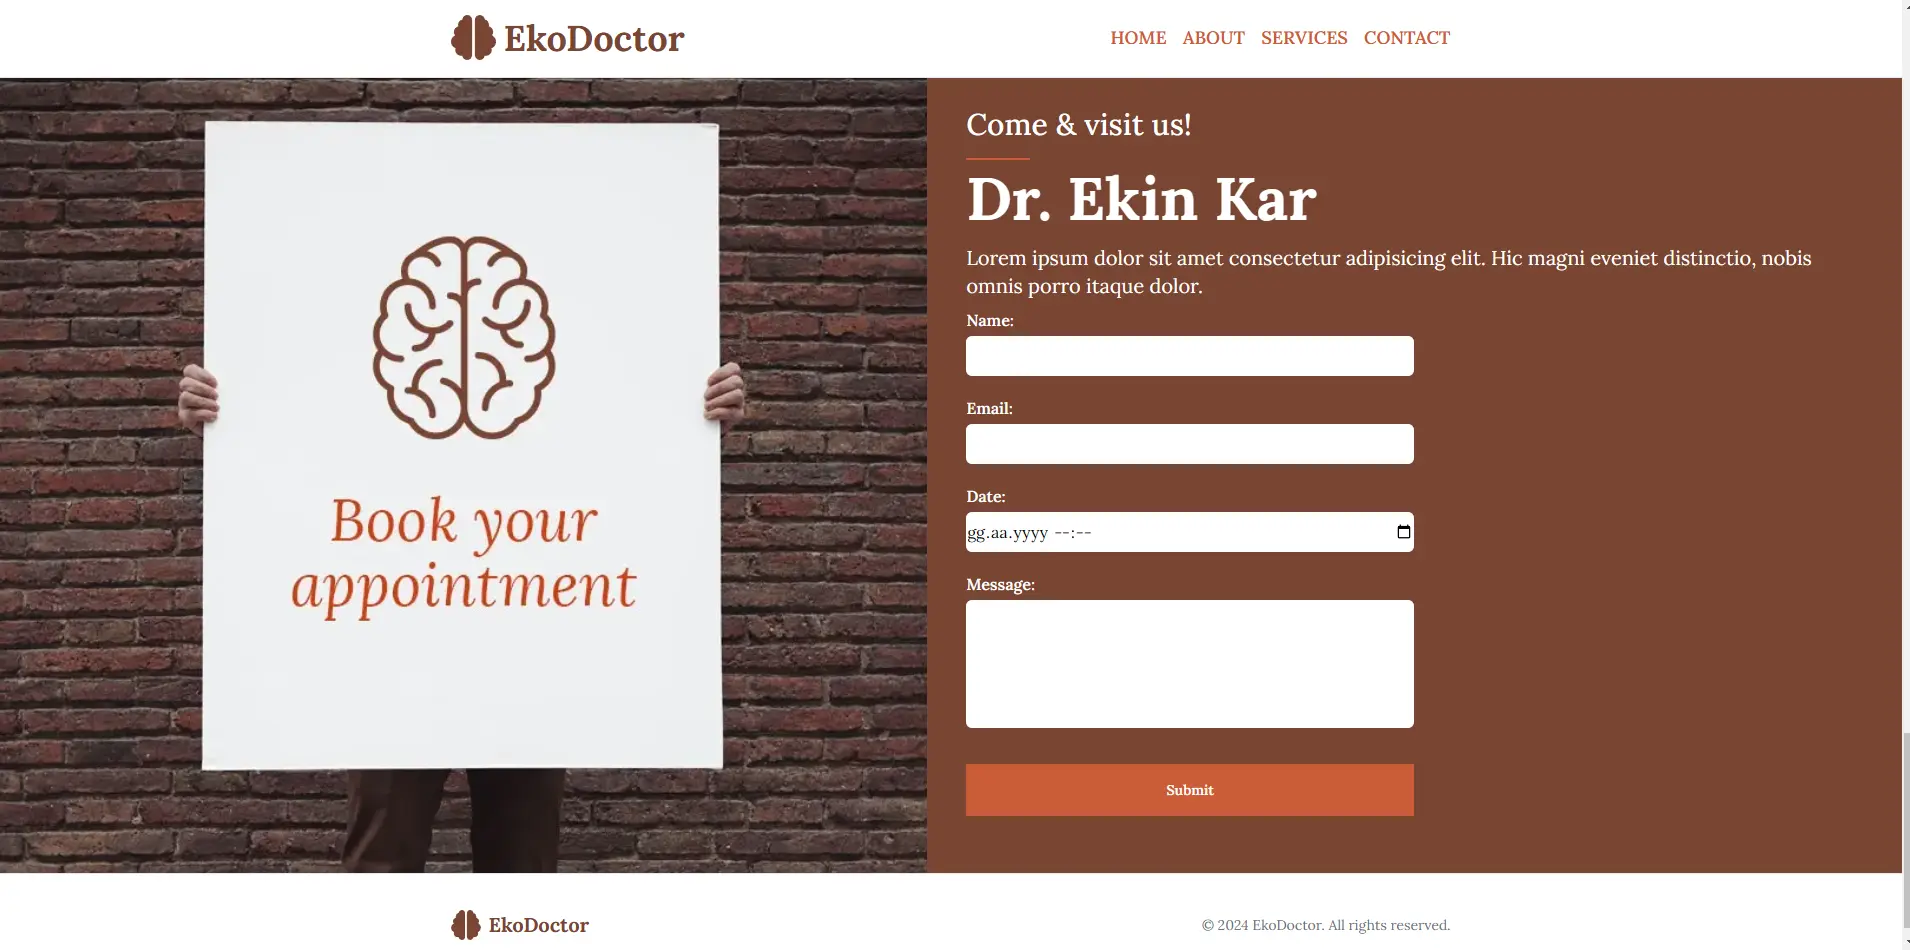 EkoDoctor
HOME ABOUT SERVICES CONTACT
Book your
appointment
Come & visit us!
Dr. Ekin Kar
Lorem ipsum dolor sit amet consectetur adipisicing elit. Hic magni eveniet distinctio, nobis
omnis porro itaque dolor.
Name:
Email:
Date:
gg.aa.yyyy --:--
Message:
Submit
EkoDoctor
© 2024 EkoDoctor. All rights reserved.